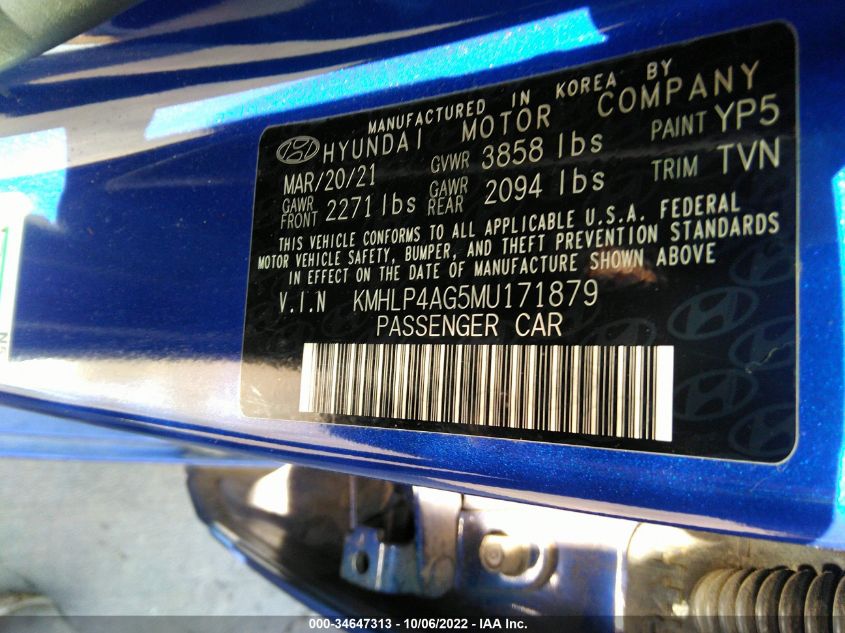 MANUFACTURED IN KOREA BY
HYUNDAI MOTOR COMPANY
MAR/20/21 GVWR 3858 lbs PAINT YP5
GAWR FRONT 2271 lbs GAWR REAR 2094 lbs TRIM TVN
THIS VEHICLE CONFORMS TO ALL APPLICABLE U.S.A. FEDERAL
MOTOR VEHICLE SAFETY, BUMPER, AND THEFT PREVENTION STANDARDS
IN EFFECT ON THE DATE OF MANUFACTURE SHOWN ABOVE
V.I.N KMHLP4AG5MU171879
PASSENGER CAR
000-34647313 - 10/06/2022 - IAA Inc.